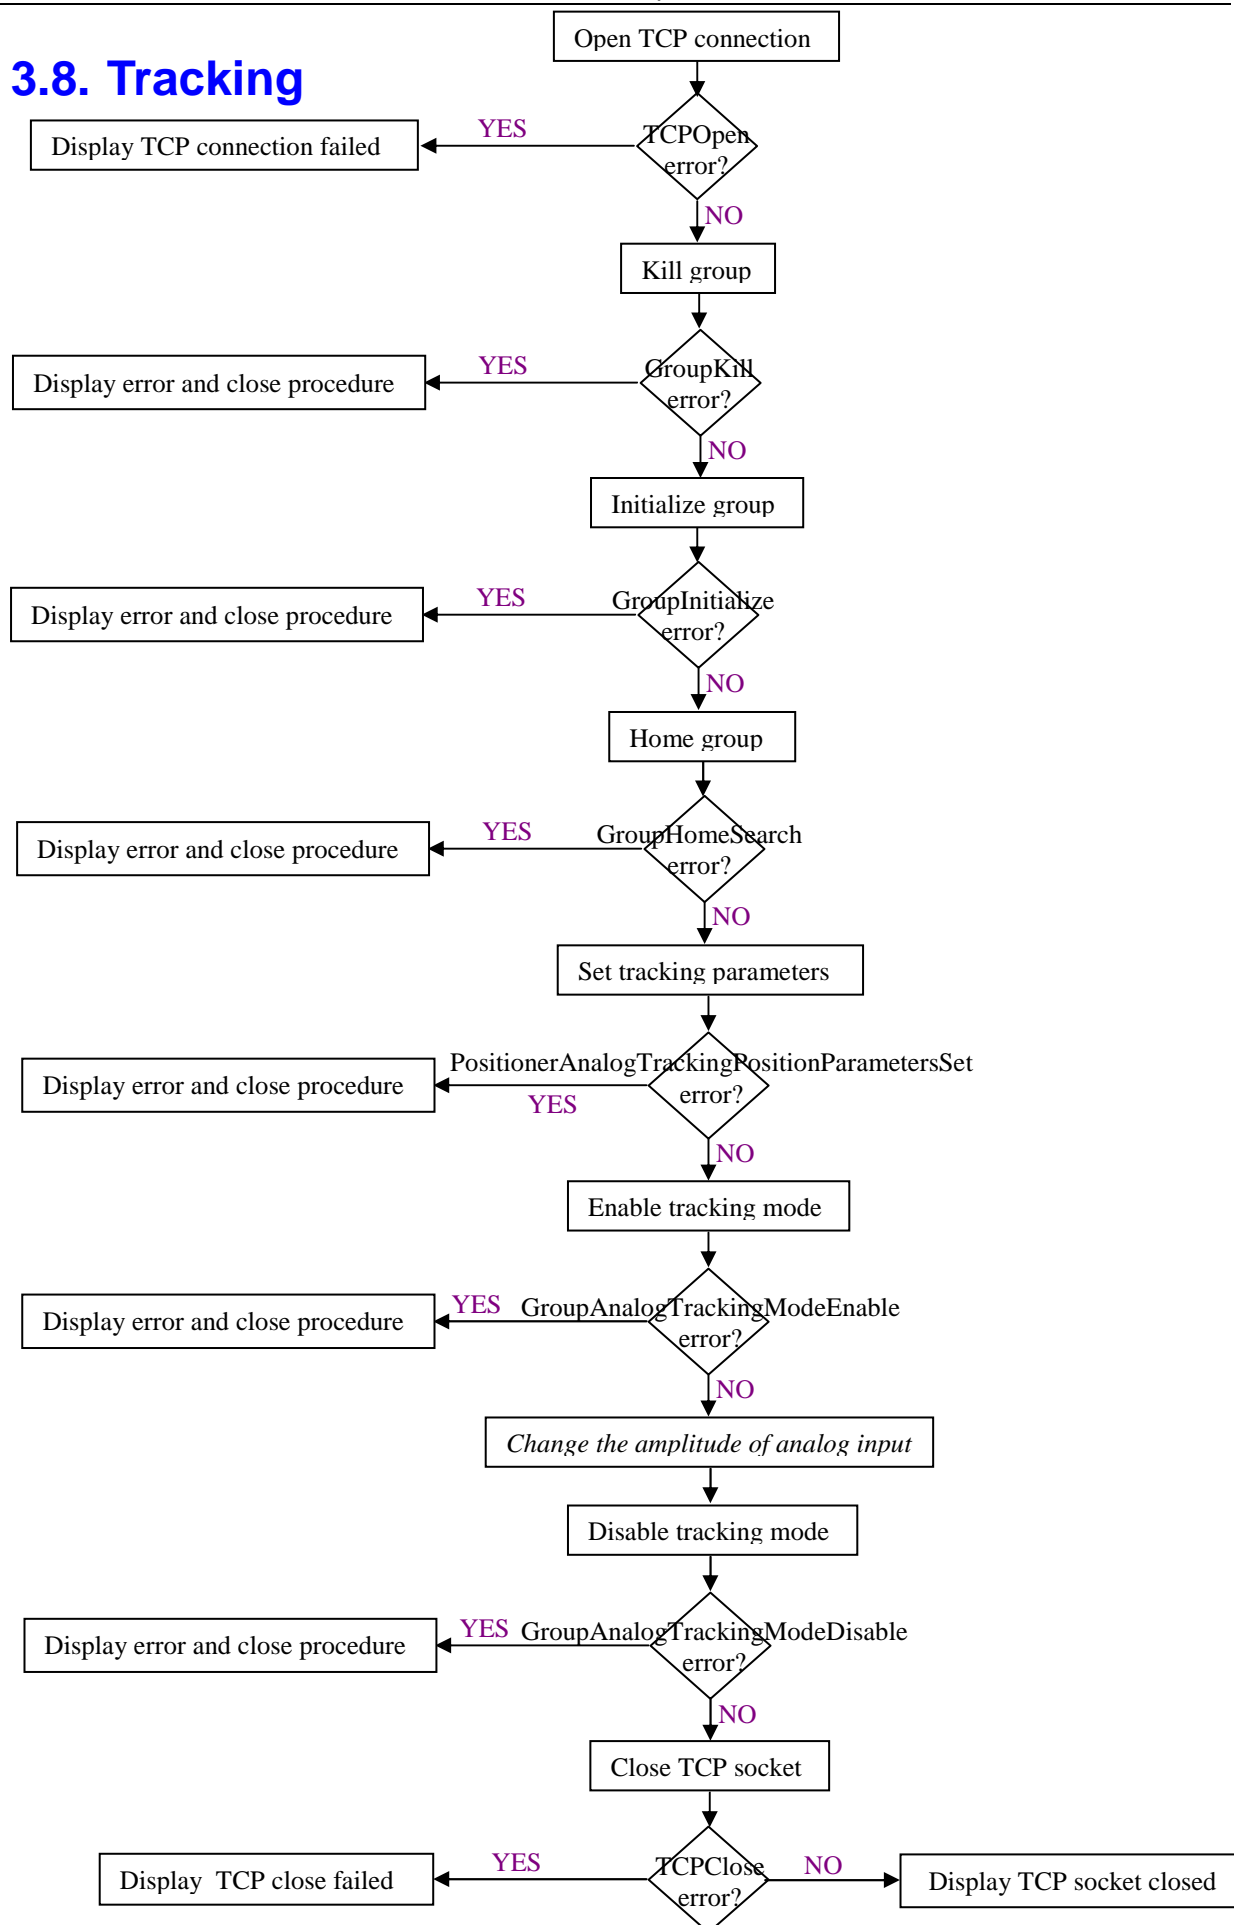 Open TCP connection
3.8. Tracking
YES
TCPOpen
Display TCP connection failed
error?
NO
Kill group
YES
GroupKill
Display error and close procedure
error?
NO
Initialize group
YES
GroupInitialize
Display error and close procedure
error?
NO
Home group
YES
GroupHomeSearch
Display error and close procedure
error?
NO
Set tracking parameters
PositionerAnalogTrackingPositionParametersSet
Display error and close procedure
error?
YES
NO
Enable tracking mode
YES
GroupAnalogTrackingModeEnable
Display error and close procedure
error?
NO
Change the amplitude of analog input
Disable tracking mode
YES
GroupAnalogTrackingModeDisable
Display error and close procedure
error?
NO
Close TCP socket
YES
TCPClose
NO
Display TCP close failed
error?
Display TCP socket closed